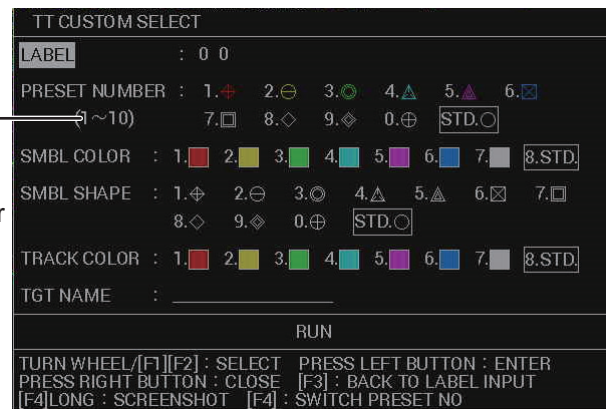 TT CUSTOM SELECT
LABEL : 0 0
PRESET NUMBER : 1. 2. 3. 4. 5. 6.
(1～10) 7. 8. 9. 0. STD.
SMBL COLOR : 1. 2. 3. 4. 5. 6. 7. 8.STD.
SMBL SHAPE : 1. 2. 3. 4. 5. 6. 7.
r
8. 9. 0. STD.
TRACK COLOR : 1. 2. 3. 4. 5. 6. 7. 8.STD.
TGT NAME :
RUN
TURN WHEEL/[F1][F2] : SELECT PRESS LEFT BUTTON : ENTER
PRESS RIGHT BUTTON : CLOSE [F3] : BACK TO LABEL INPUT
[F4]LONG : SCREENSHOT [F4] : SWITCH PRESET NO